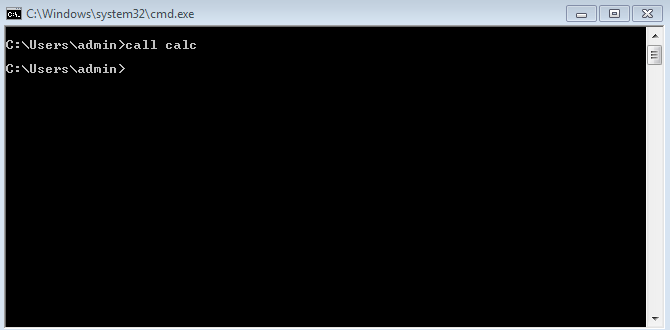 C:\Windows\system32\cmd.exe
C:\Users\admin>call calc
C:\Users\admin>